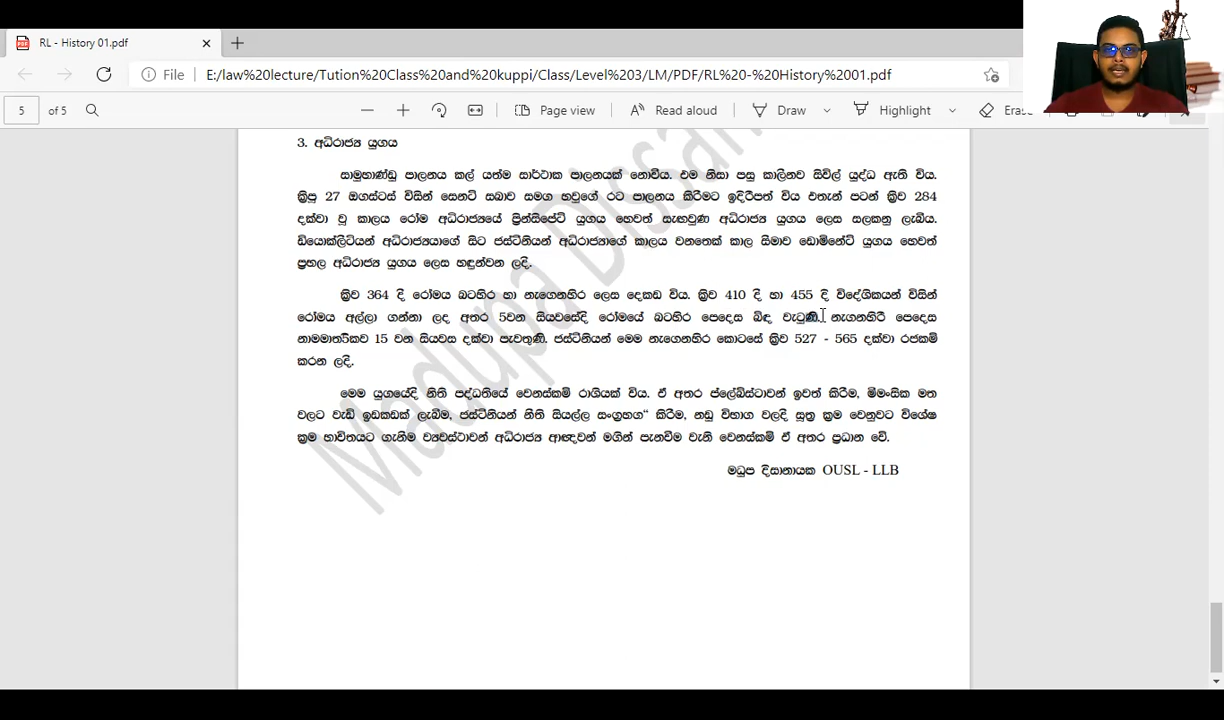 RL - History 01.pdf
File E:/law%20lecture/Tution%20Class%20and%20kuppi/Class/Level%203/LM/PDF/RL%20-%20History%2001.pdf
5 of 5 Page view Read aloud Draw Highlight
3. අධිරාජ්‍ය යුගය
සාමුහාණ්ඩු පාලනය කල් යත්ම සාර්ථක පාලනයක් නොවීය. එම නිසා පසු කාලිනව සිවිල් යුද්ධ ඇති විය.
ක්‍රිපූ 27 ඔගස්ටස් විසින් සෙනට් සබාව සමග හවුගේ රට පාලනය කිරීමට ඉදිරිපත් විය එතැන් පටන් ක්‍රිව 284
දක්වා වූ කාලය රෝම අධිරාජ්‍යයේ ප්‍රින්සිපේට් යුගය හෙවත් සැඟවුණ අධිරාජ්‍ය යුගය ලෙස සලකනු ලැබීය.
ඩියොක්ලිටියන් අධිරාජ්‍යයාගේ සිට ජස්ටීනියන් අධිරාජ්‍යාගේ කාලය වනතෙක් කාල සිමාව ඩොමිනේට් යුගය හෙවත්
ප්‍රභල අධිරාජ්‍ය යුගය ලෙස හඳුන්වන ලදි.
ක්‍රිව 364 දි රෝමය බටහිර හා නැගෙනහිර ලෙස දෙකඩ විය. ක්‍රිව 410 දි හා 455 දි විදේශිකයන් විසින්
රෝමය අල්ලා ගන්නා ලද අතර 5වන සියවසේදි රෝමයේ බටහිර පෙදෙස බිඳ වැටුණි. නැගනහිරි පෙදෙස
නාමමාත්‍රිකව 15 වන සියවස දක්වා පැවතුණි. ජස්ටීනියන් මෙම නැගෙනහිර කොටසේ ක්‍රිව 527 - 565 දක්වා රජකම්
කරන ලදි.
මෙම යුගයේදි නීති පද්ධතියේ වෙනස්කම් රාශියක් විය. ඒ අතර ප්ලේබිස්ටාවන් ඉවත් කිරීම, මිමංසික මත
වලට වැඩි ඉඩකඩක් ලැබීම, ජස්ටීනියන් නීති සියල්ල සංග්‍රහග“ කිරීම, නඩු විභාග වලදි සූත්‍ර ක්‍රම වෙනුවට විශේෂ
ක්‍රම භාවිතයට ගැනීම ව්‍යවස්ථාවන් අධිරාජ්‍ය ආඥාවන් මගින් පැනවීම වැනි වෙනස්කම් ඒ අතර ප්‍රධාන වේ.
මධුප දිසානායක OUSL - LLB